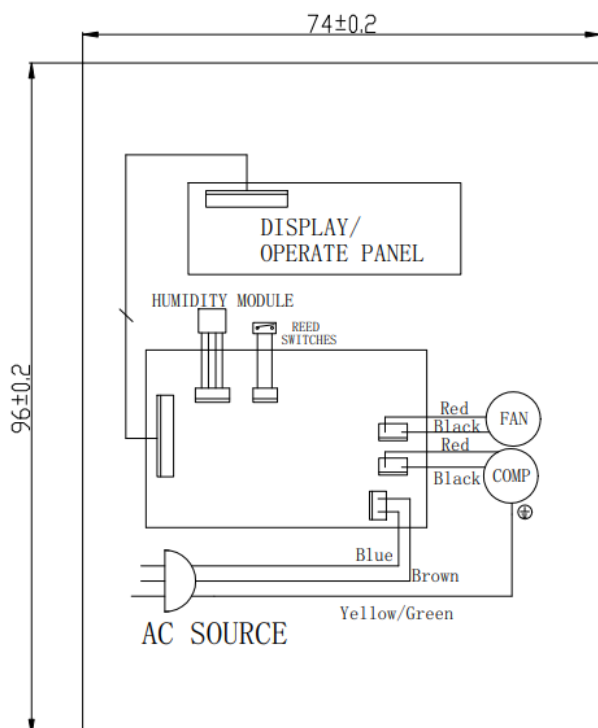 74±0.2
96±0.2
DISPLAY/
OPERATE PANEL
HUMIDITY MODULE
REED
SWITCHES
Red
Black
FAN
Red
Black
COMP
Blue
Brown
Yellow/Green
AC SOURCE